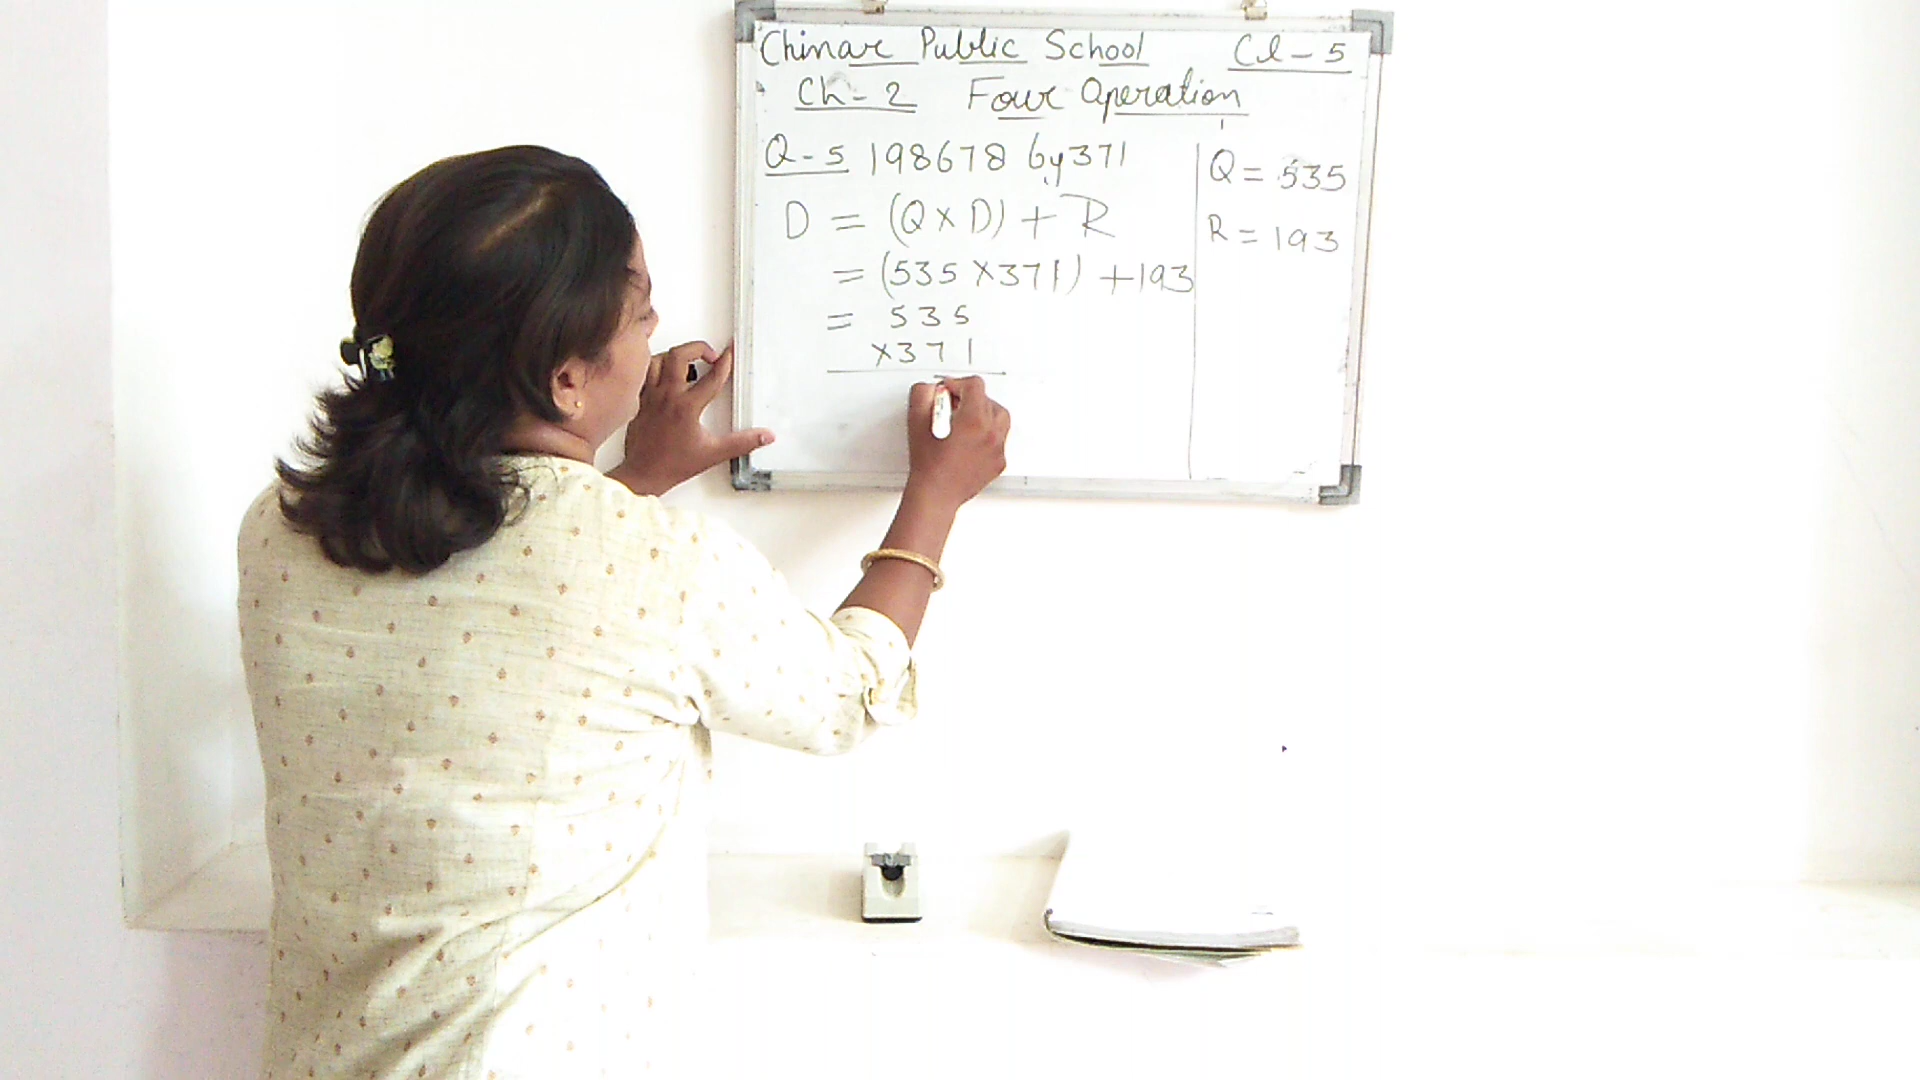 Chinar Public School Cl-5
Ch-2 Four Operation
Q-5 198678 by 371
D = (Q×D) + R
= (535×371) +193
= 535
×371
Q = 535
R = 193